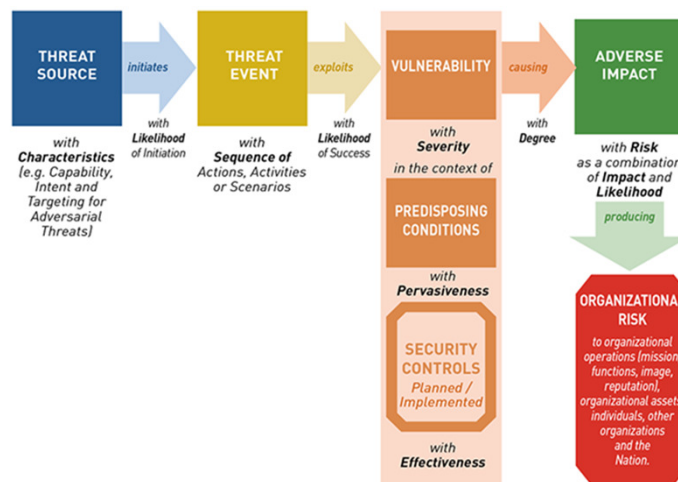 THREAT
SOURCE
initiates
THREAT
EVENT
exploits
VULNERABILITY
causing
ADVERSE
IMPACT
with
Characteristics
(e.g. Capability,
Intent and
Targeting for
Adversarial
Threats)
with
Likelihood
of Initiation
with
Sequence of
Actions, Activities
or Scenarios
with
Likelihood
of Success
with
Severity
in the context of
PREDISPOSING
CONDITIONS
with
Pervasiveness
SECURITY
CONTROLS
Planned /
Implemented
with
Effectiveness
with
Degree
with Risk
as a combination
of Impact and
Likelihood
producing
ORGANIZATIONA
RISK
to organizational
operations (mission
functions, image,
reputation),
organizational assets
individuals, other
organizations
and the
Nation.